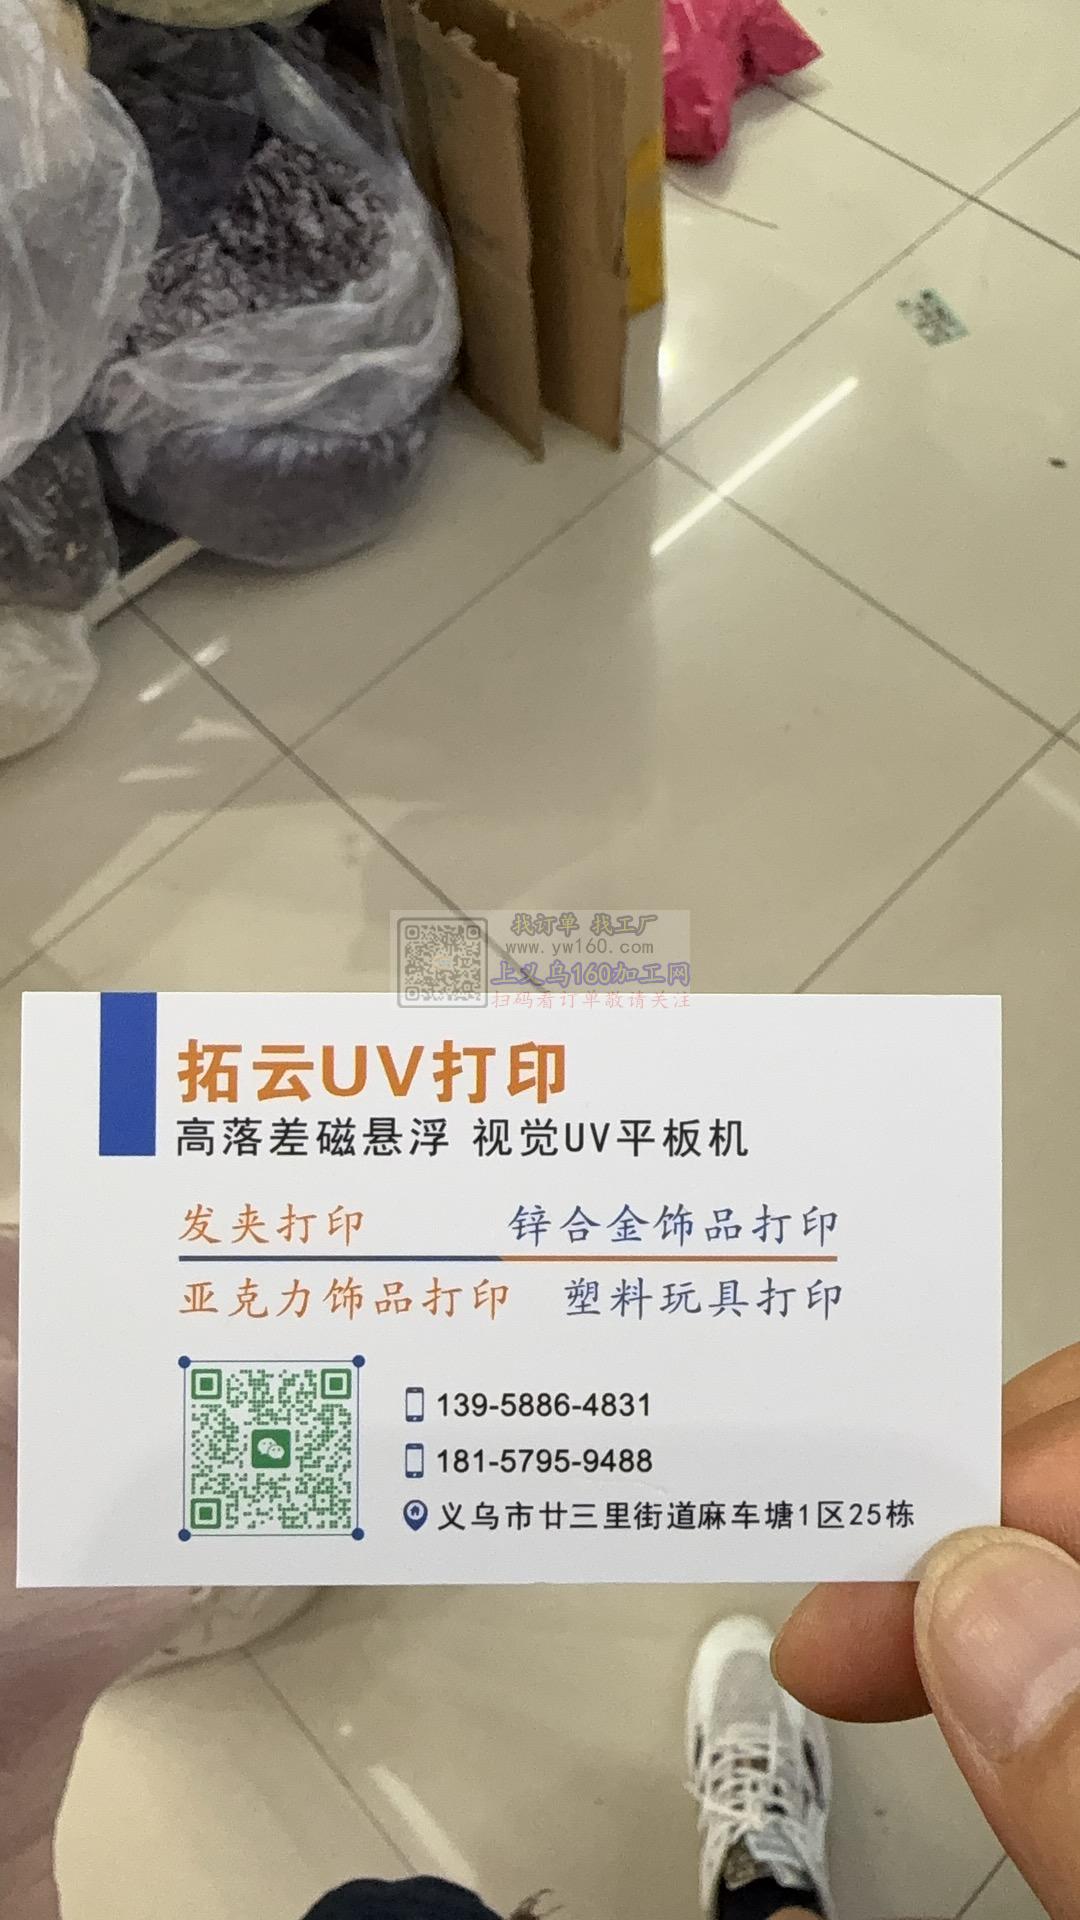 找订单 找工厂
www.yw160.com
上义乌160加工网
扫码看订单敬请关注
拓云UV打印
高落差磁悬浮 视觉UV平板机
发夹打印 锌合金饰品打印
亚克力饰品打印 塑料玩具打印
139-5886-4831
181-5795-9488
义乌市廿三里街道麻车塘1区25栋